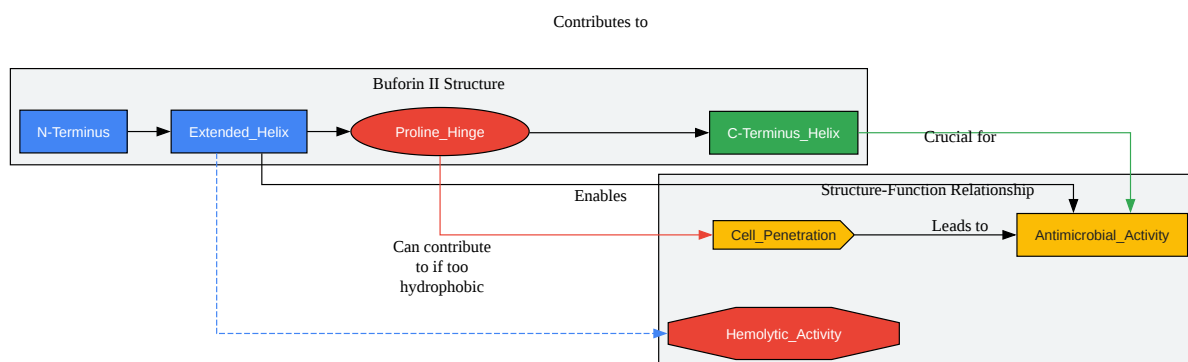 Contributes to
Buforin II Structure
N-Terminus
Extended_Helix
Proline_Hinge
C-Terminus_Helix
Crucial for
Enables
Structure-Function Relationship
Cell_Penetration
Leads to
Antimicrobial_Activity
Can contribute
to if too
hydrophobic
Hemolytic_Activity